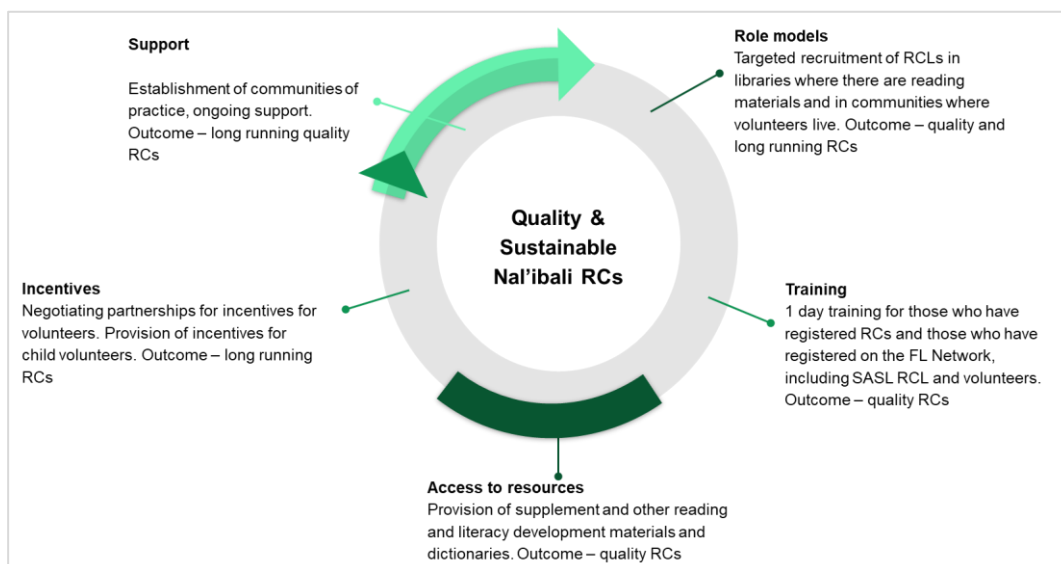 Support
Establishment of communities of
practice, ongoing support.
Outcome – long running quality
RCs
Role models
Targeted recruitment of RCLs in
libraries where there are reading
materials and in communities where
volunteers live. Outcome – quality and
long running RCs
Quality &
Sustainable
Nal’ibali RCs
Incentives
Negotiating partnerships for incentives for
volunteers. Provision of incentives for
child volunteers. Outcome – long running
RCs
Training
1 day training for those who have
registered RCs and those who have
registered on the FL Network,
including SASL RCL and volunteers.
Outcome – quality RCs
Access to resources
Provision of supplement and other reading
and literacy development materials and
dictionaries. Outcome – quality RCs